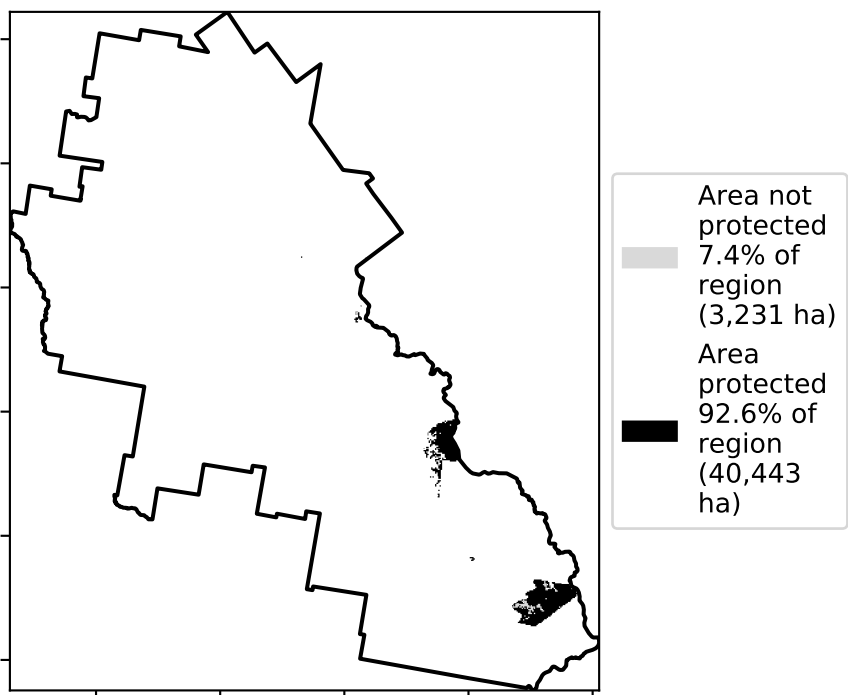 Area not
protected
7.4% of
region
(3,231 ha)
Area
protected
92.6% of
region
(40,443
ha)